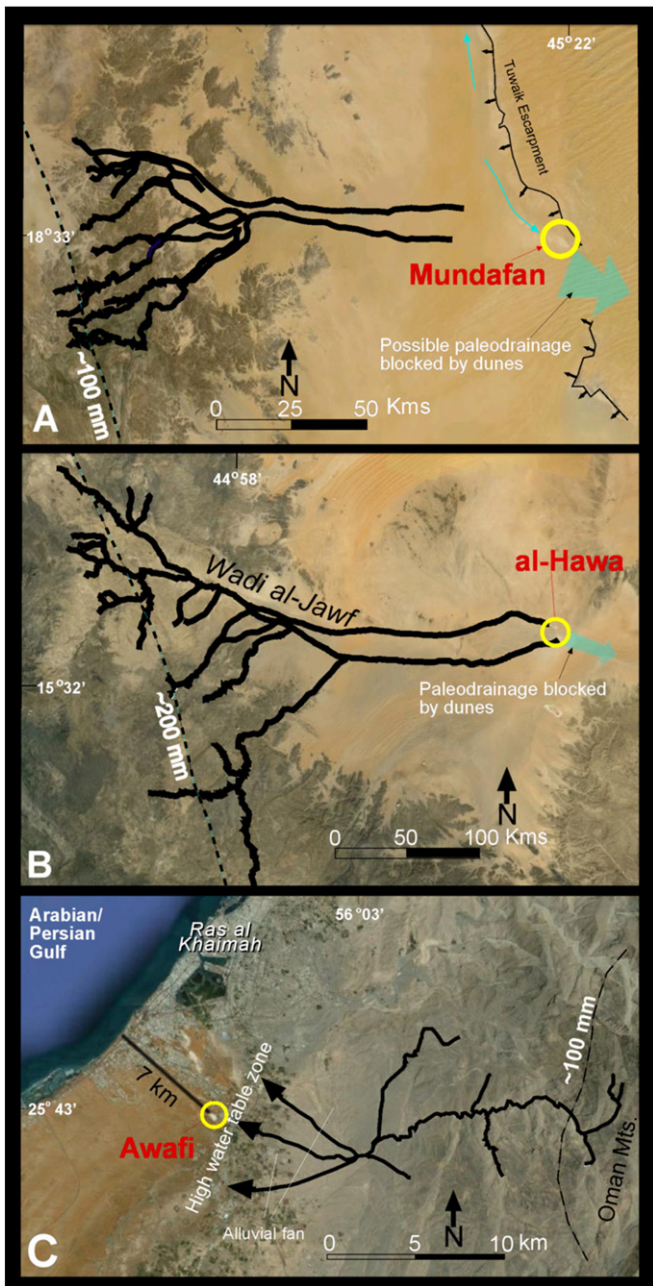 45°22'
Tuwaik Escarpment
18°33'
Mundafan
Possible paleodrainage
blocked by dunes
~100 mm
N
0 25 50 Kms
A
44°58'
Wadi al-Jawf
al-Hawa
15°32'
Paleodrainage blocked
by dunes
~200 mm
N
0 50 100 Kms
B
Arabian/
Persian
Gulf
Ras al
Khaimah
56°03'
~100 mm
7 km
25°43'
High water table zone
Awafi
Oman Mts.
Alluvial fan
N
0 5 10 km
C